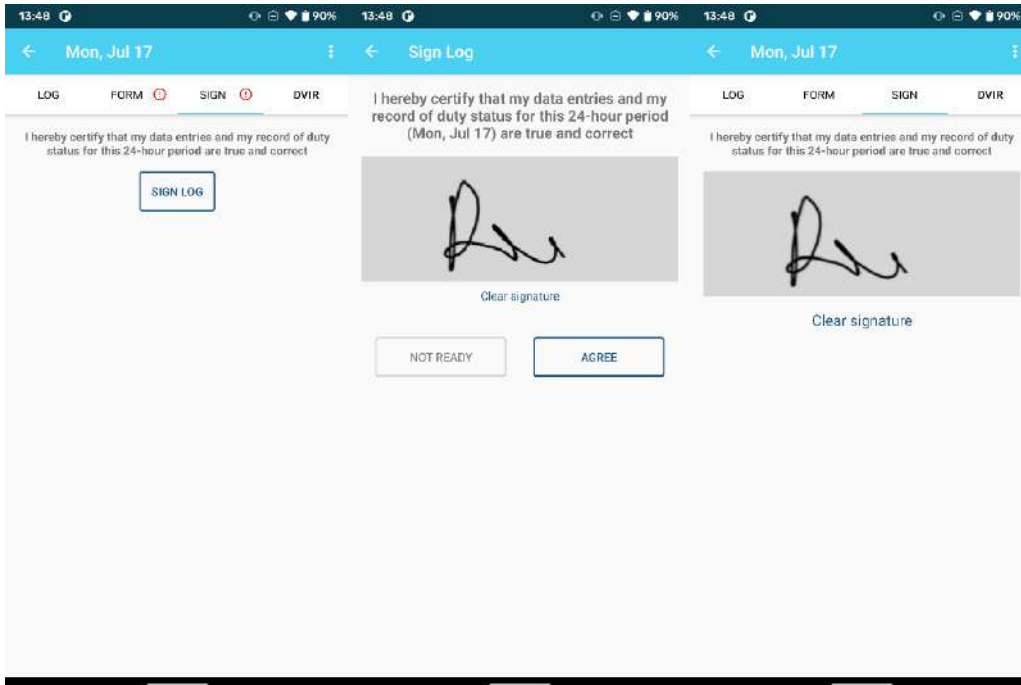 13:48
90%
Mon, Jul 17
LOG FORM SIGN DVIR
I hereby certify that my data entries and my record of duty
status for this 24-hour period are true and correct
SIGN LOG
13:48
90%
Sign Log
I hereby certify that my data entries and my
record of duty status for this 24-hour period
(Mon, Jul 17) are true and correct
Clear signature
NOT READY AGREE
13:48
90%
Mon, Jul 17
LOG FORM SIGN DVIR
I hereby certify that my data entries and my record of duty
status for this 24-hour period are true and correct
Clear signature